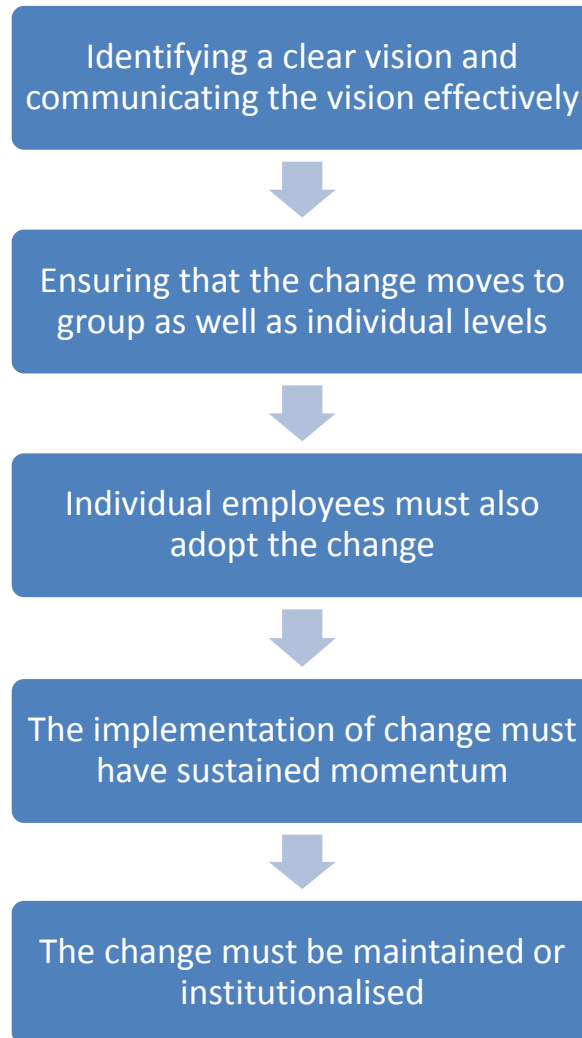 Identifying a clear vision and
communicating the vision effectively
Ensuring that the change moves to
group as well as individual levels
Individual employees must also
adopt the change
The implementation of change must
have sustained momentum
The change must be maintained or
institutionalised